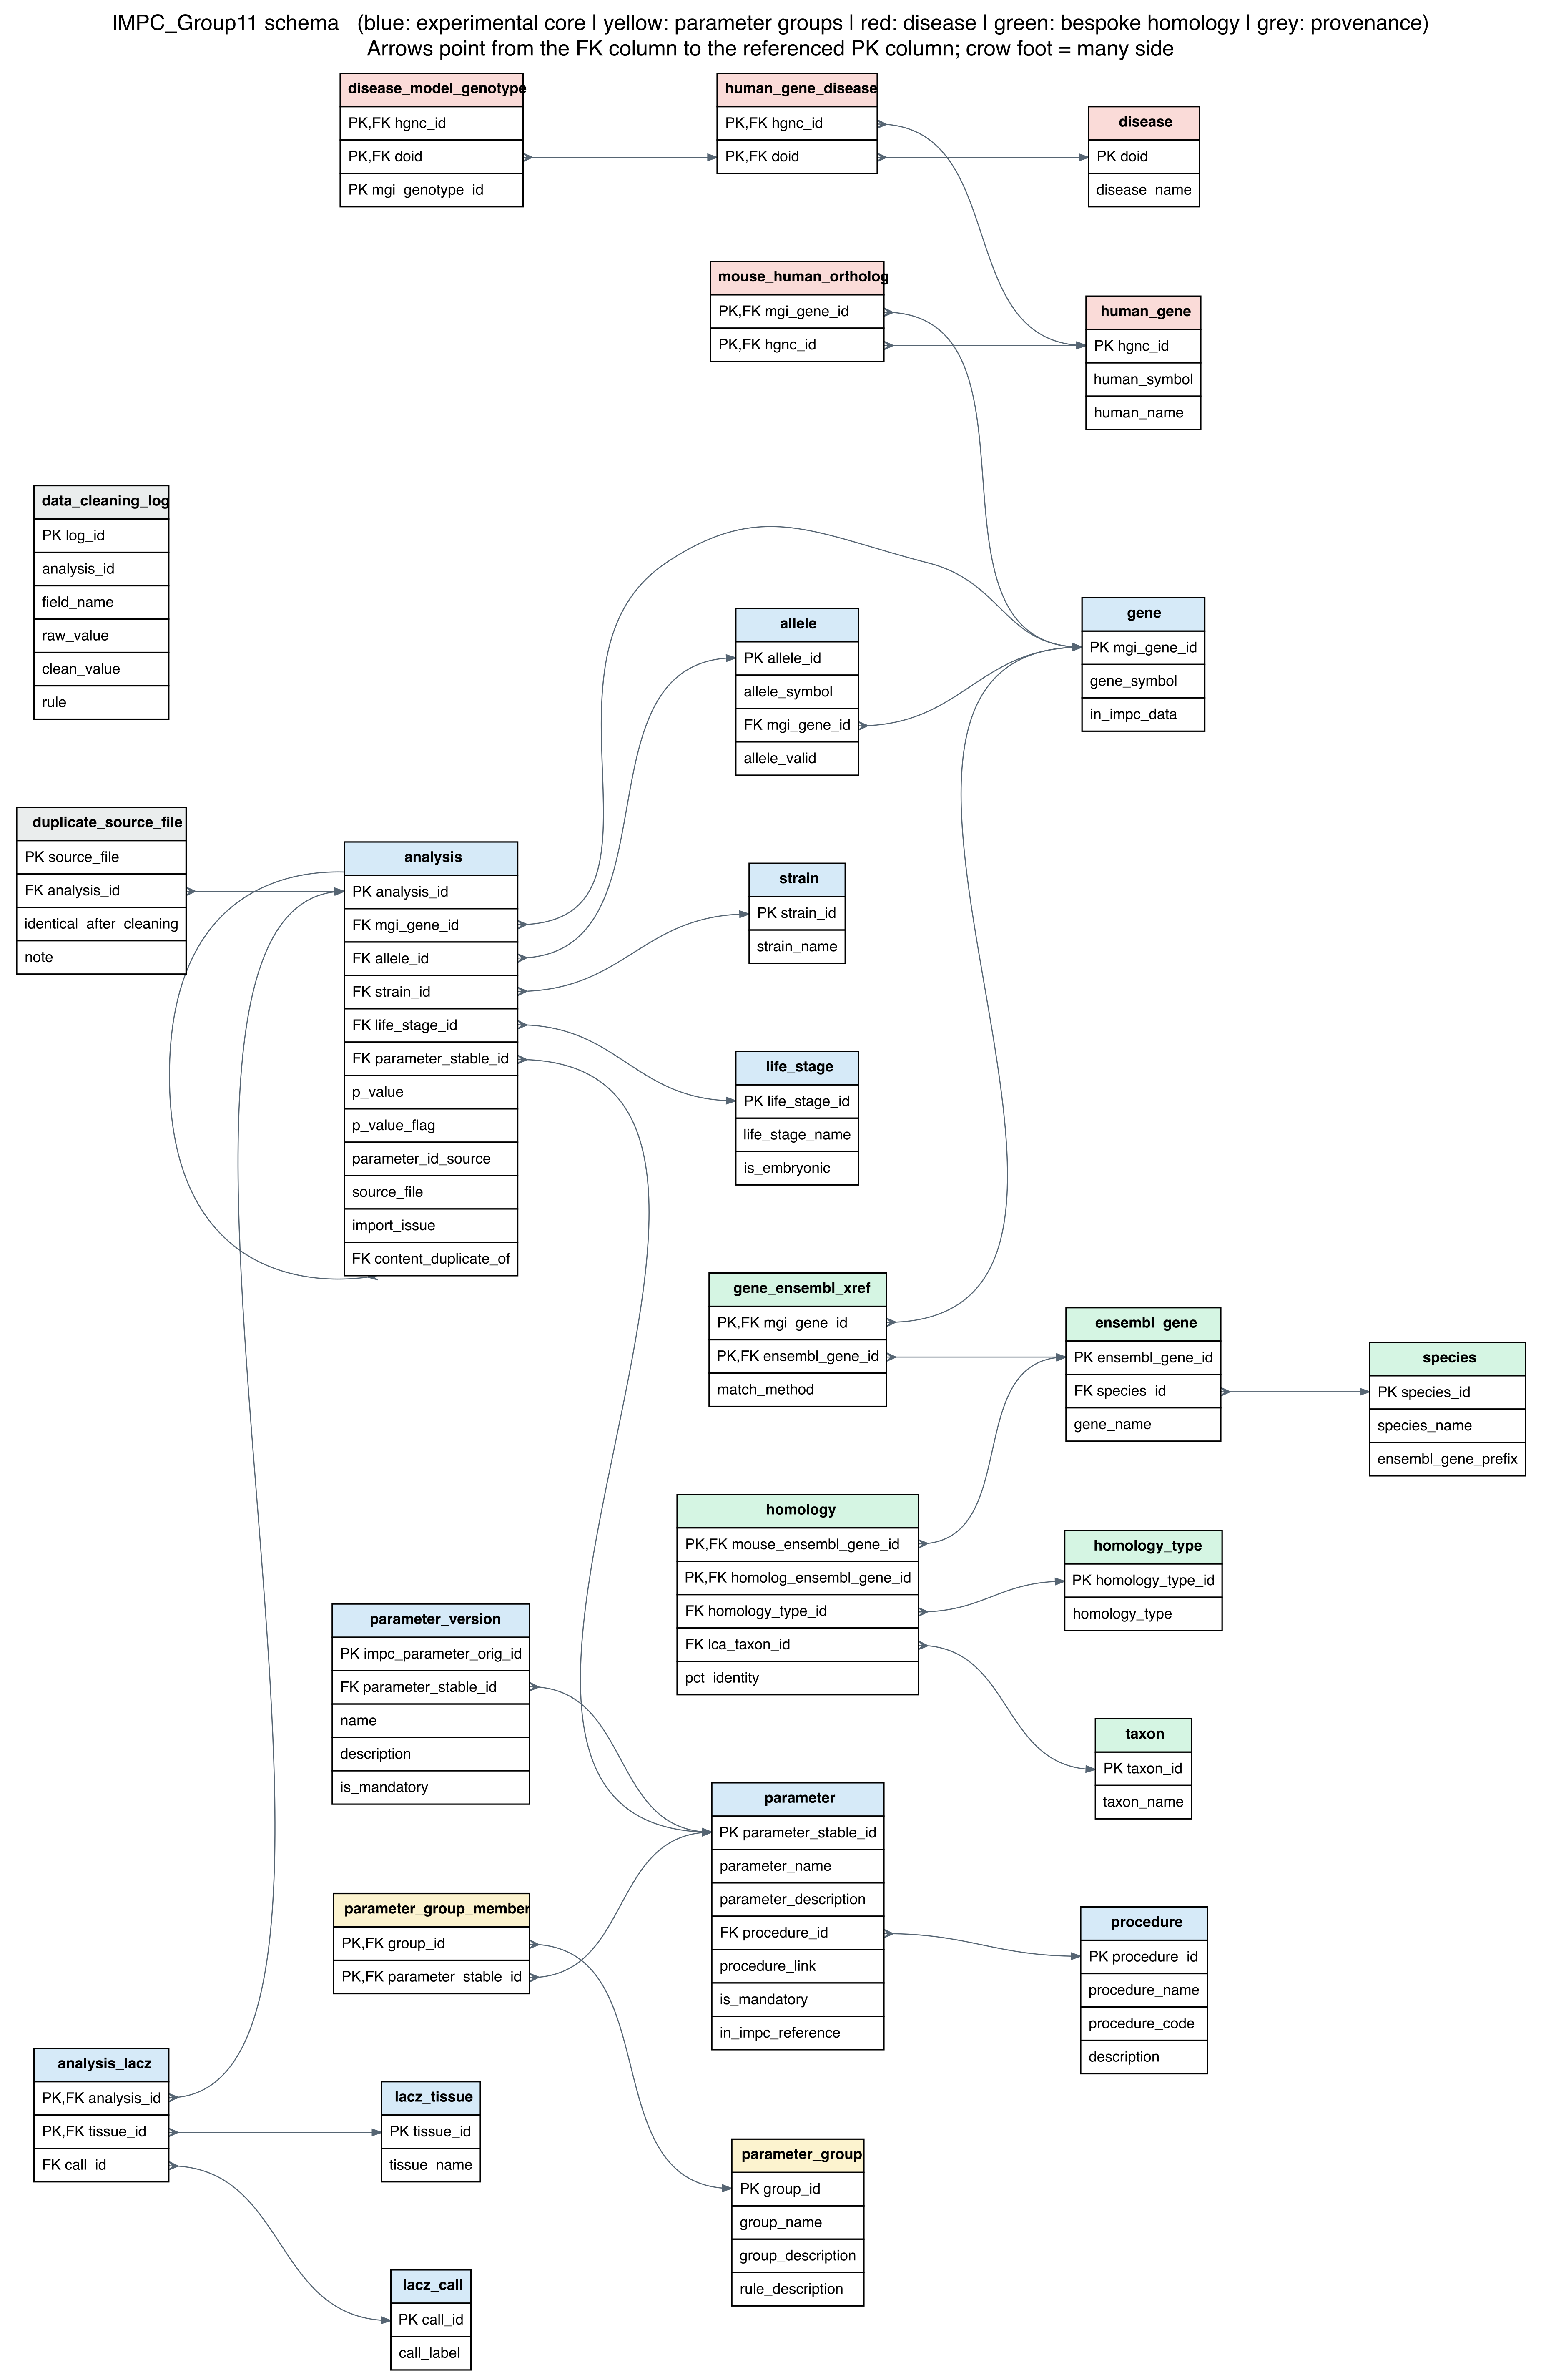 IMPC_Group11 schema (blue: experimental core | yellow: parameter groups | red: disease | green: bespoke homology | grey: provenance)
Arrows point from the FK column to the referenced PK column; crow foot = many side
disease_model_genotype
PK,FK hgnc_id
PK,FK doid
PK mgi_genotype_id
human_gene_disease
PK,FK hgnc_id
PK,FK doid
disease
PK doid
disease_name
mouse_human_ortholog
PK,FK mgi_gene_id
PK,FK hgnc_id
human_gene
PK hgnc_id
human_symbol
human_name
data_cleaning_log
PK log_id
analysis_id
field_name
raw_value
clean_value
rule
allele
PK allele_id
allele_symbol
FK mgi_gene_id
allele_valid
gene
PK mgi_gene_id
gene_symbol
in_impc_data
duplicate_source_file
PK source_file
FK analysis_id
identical_after_cleaning
note
analysis
PK analysis_id
FK mgi_gene_id
FK allele_id
FK strain_id
FK life_stage_id
FK parameter_stable_id
p_value
p_value_flag
parameter_id_source
source_file
import_issue
FK content_duplicate_of
strain
PK strain_id
strain_name
life_stage
PK life_stage_id
life_stage_name
is_embryonic
gene_ensembl_xref
PK,FK mgi_gene_id
PK,FK ensembl_gene_id
match_method
ensembl_gene
PK ensembl_gene_id
FK species_id
gene_name
species
PK species_id
species_name
ensembl_gene_prefix
homology
PK,FK mouse_ensembl_gene_id
PK,FK homolog_ensembl_gene_id
FK homology_type_id
FK lca_taxon_id
pct_identity
homology_type
PK homology_type_id
homology_type
parameter_version
PK impc_parameter_orig_id
FK parameter_stable_id
name
description
is_mandatory
taxon
PK taxon_id
taxon_name
parameter
PK parameter_stable_id
parameter_name
parameter_description
FK procedure_id
procedure_link
is_mandatory
in_impc_reference
parameter_group_member
PK,FK group_id
PK,FK parameter_stable_id
procedure
PK procedure_id
procedure_name
procedure_code
description
analysis_lacz
PK,FK analysis_id
PK,FK tissue_id
FK call_id
lacz_tissue
PK tissue_id
tissue_name
parameter_group
PK group_id
group_name
group_description
rule_description
lacz_call
PK call_id
call_label